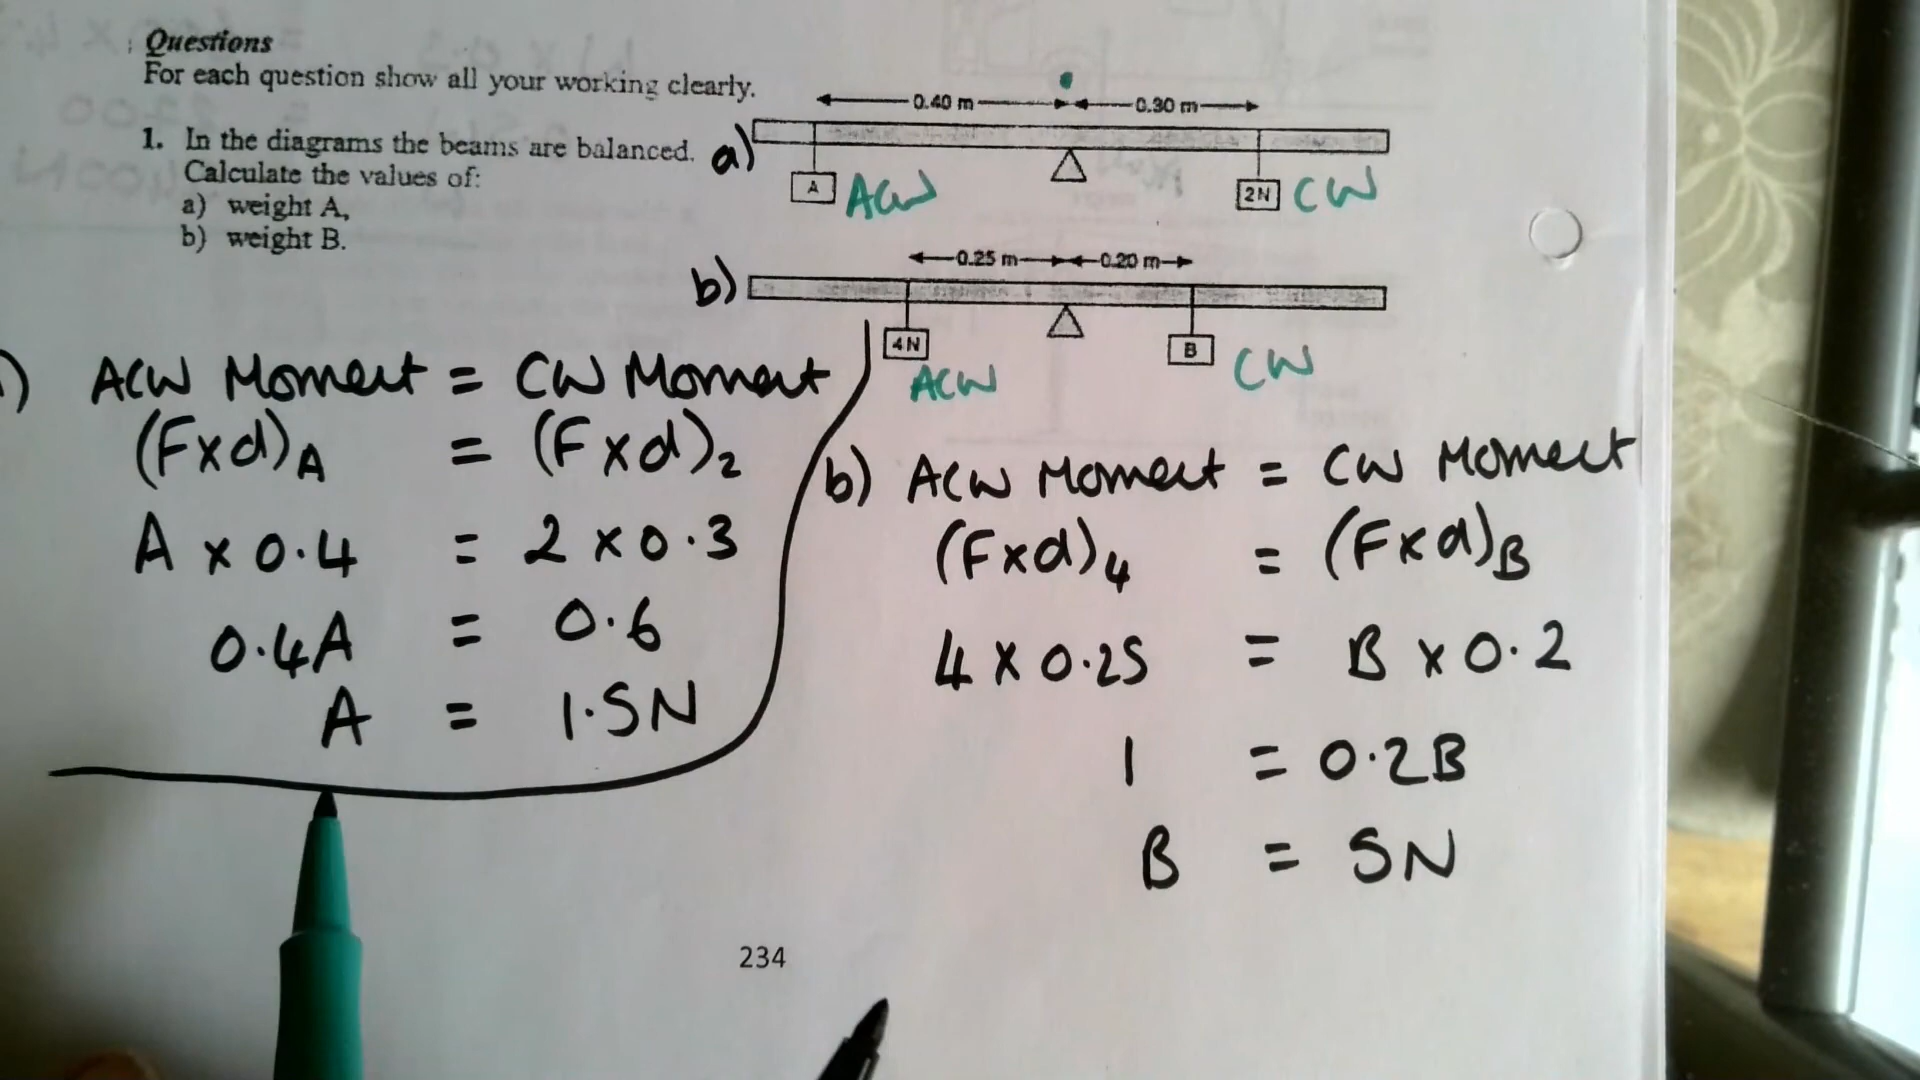 Questions
For each question show all your working clearly.
1. In the diagrams the beams are balanced.
Calculate the values of:
a) weight A,
b) weight B.
a)
0.40 m
0.30 m
A
ACW
2N
CW
b)
0.25 m
0.20 m
4N
ACW
B
CW
) ACW Moment = CW Moment
(Fxd)A = (Fxd)2
A x 0.4 = 2 x 0.3
0.4A = 0.6
A = 1.5N
b) ACW Moment = CW Moment
(Fxd)4 = (Fxd)B
4 x 0.25 = B x 0.2
1 = 0.2B
B = 5N
234